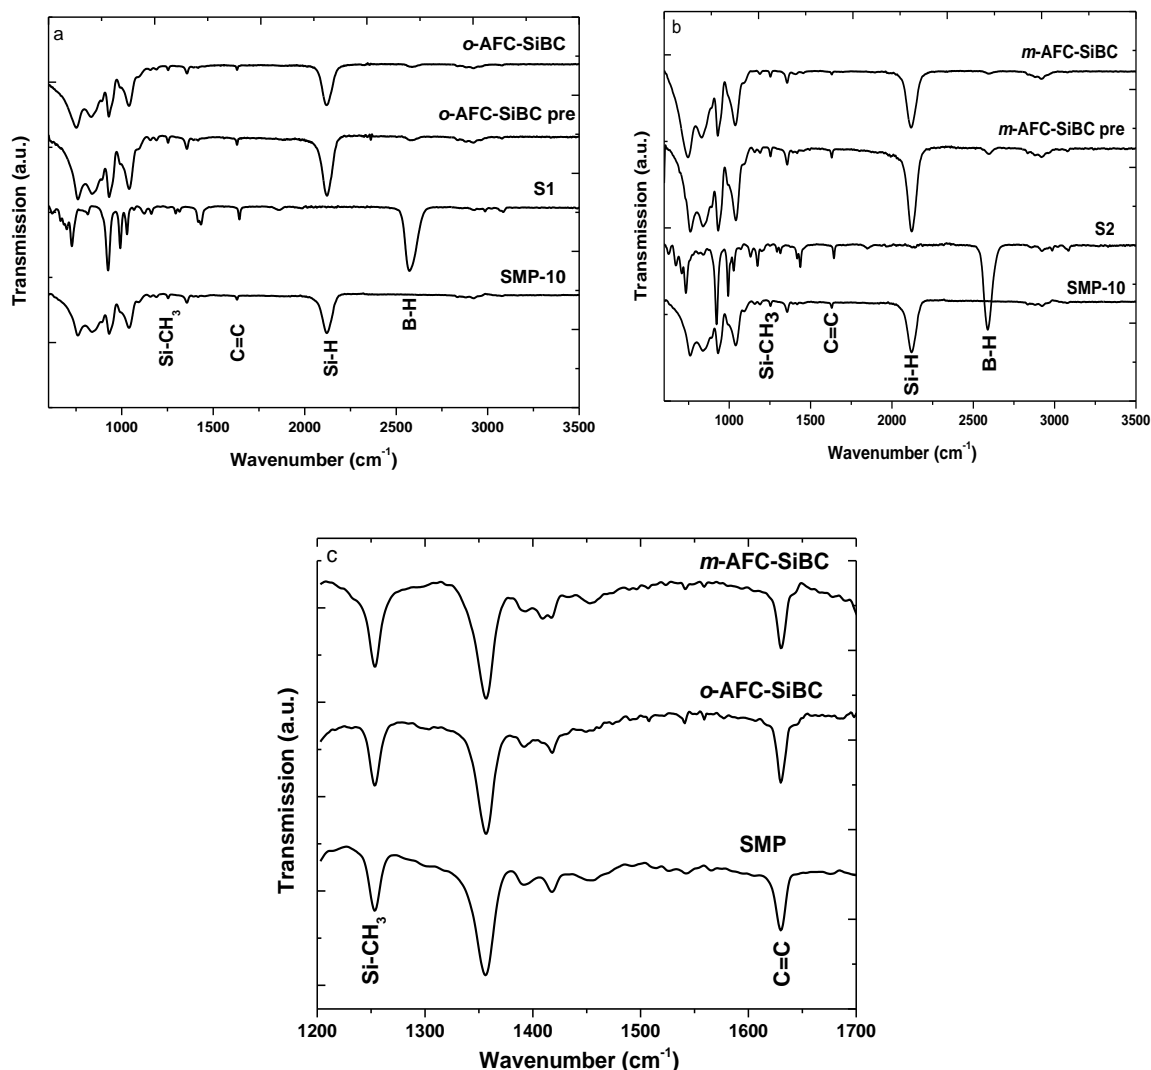 a
o-AFC-SiBC
o-AFC-SiBC pre
S1
SMP-10
Si-CH3
C=C
Si-H
B-H
Transmission (a.u.)
1000 1500 2000 2500 3000 3500
Wavenumber (cm-1)
b
m-AFC-SiBC
m-AFC-SiBC pre
S2
SMP-10
Si-CH3
C=C
Si-H
B-H
Transmission (a.u.)
1000 1500 2000 2500 3000 3500
Wavenumber (cm-1)
c
m-AFC-SiBC
o-AFC-SiBC
SMP
Si-CH3
C=C
Transmission (a.u.)
1200 1300 1400 1500 1600 1700
Wavenumber (cm-1)